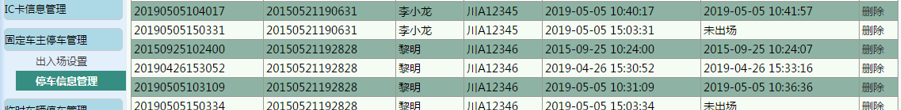 IC卡信息管理
固定车主停车管理
出入场设置
停车信息管理
临时车辆停车管理
20190505104017 20150521190631 李小龙 川A12345 2019-05-05 10:40:17 2019-05-05 10:41:57 删除
20190505150331 20150521190631 李小龙 川A12345 2019-05-05 15:03:31 未出场 删除
20150925102400 20150521192828 黎明 川A12346 2015-09-25 10:24:00 2015-09-25 10:24:07 删除
20190426153052 20150521192828 黎明 川A12346 2019-04-26 15:30:52 2019-04-26 15:33:16 删除
20190505103109 20150521192828 黎明 川A12346 2019-05-05 10:31:09 2019-05-05 10:36:36 删除
20190505150334 20150521192828 黎明 川A12346 2019-05-05 15:03:34 未出场 删除